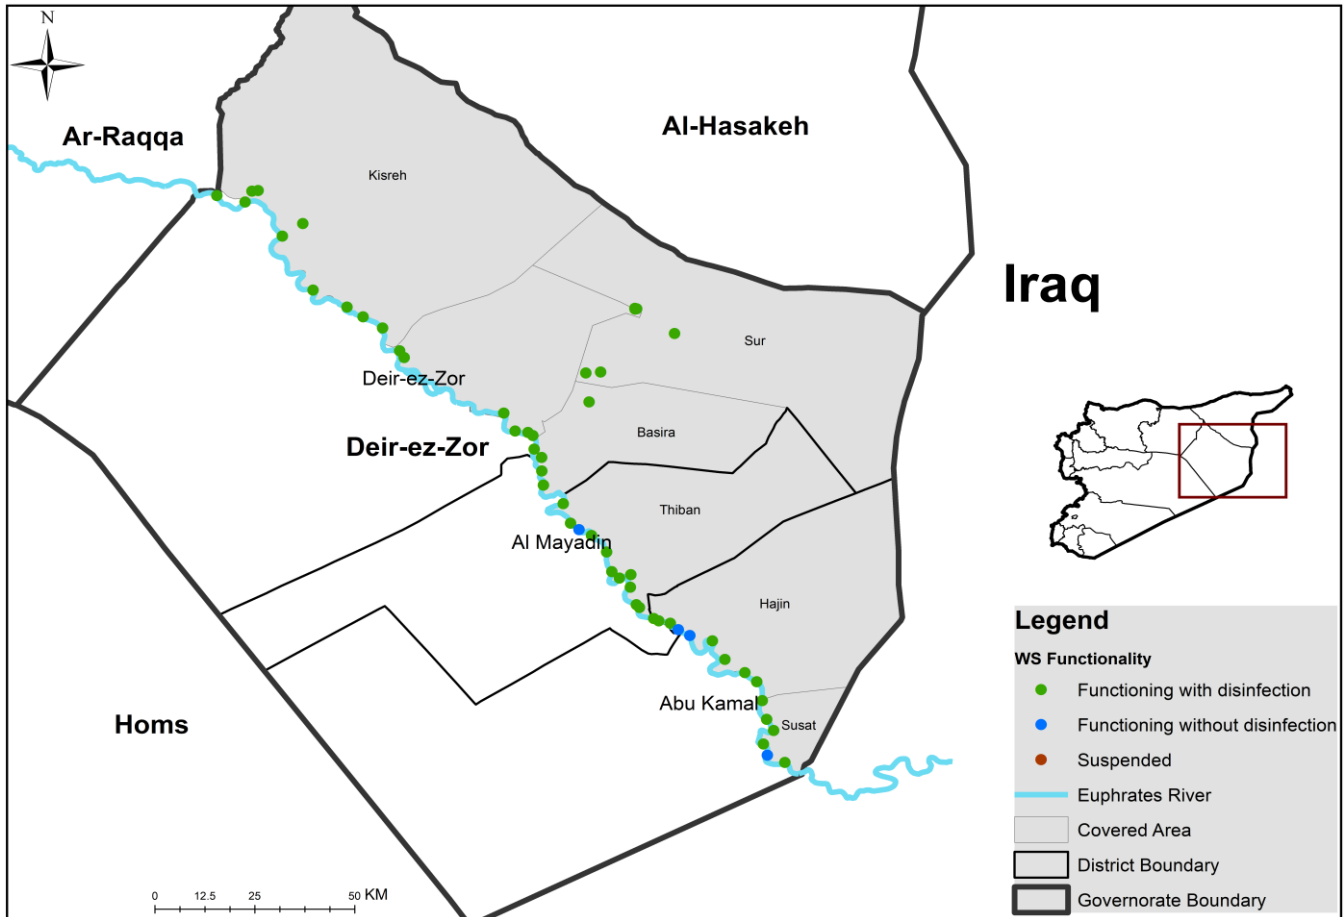 N
Ar-Raqqa
Al-Hasakeh
Kisreh
Iraq
Sur
Deir-ez-Zor
Basira
Deir-ez-Zor
Thiban
Al Mayadin
Hajin
Abu Kamal
Susat
Homs
0 12.5 25 50 KM
Legend
WS Functionality
Functioning with disinfection
Functioning without disinfection
Suspended
Euphrates River
Covered Area
District Boundary
Governorate Boundary